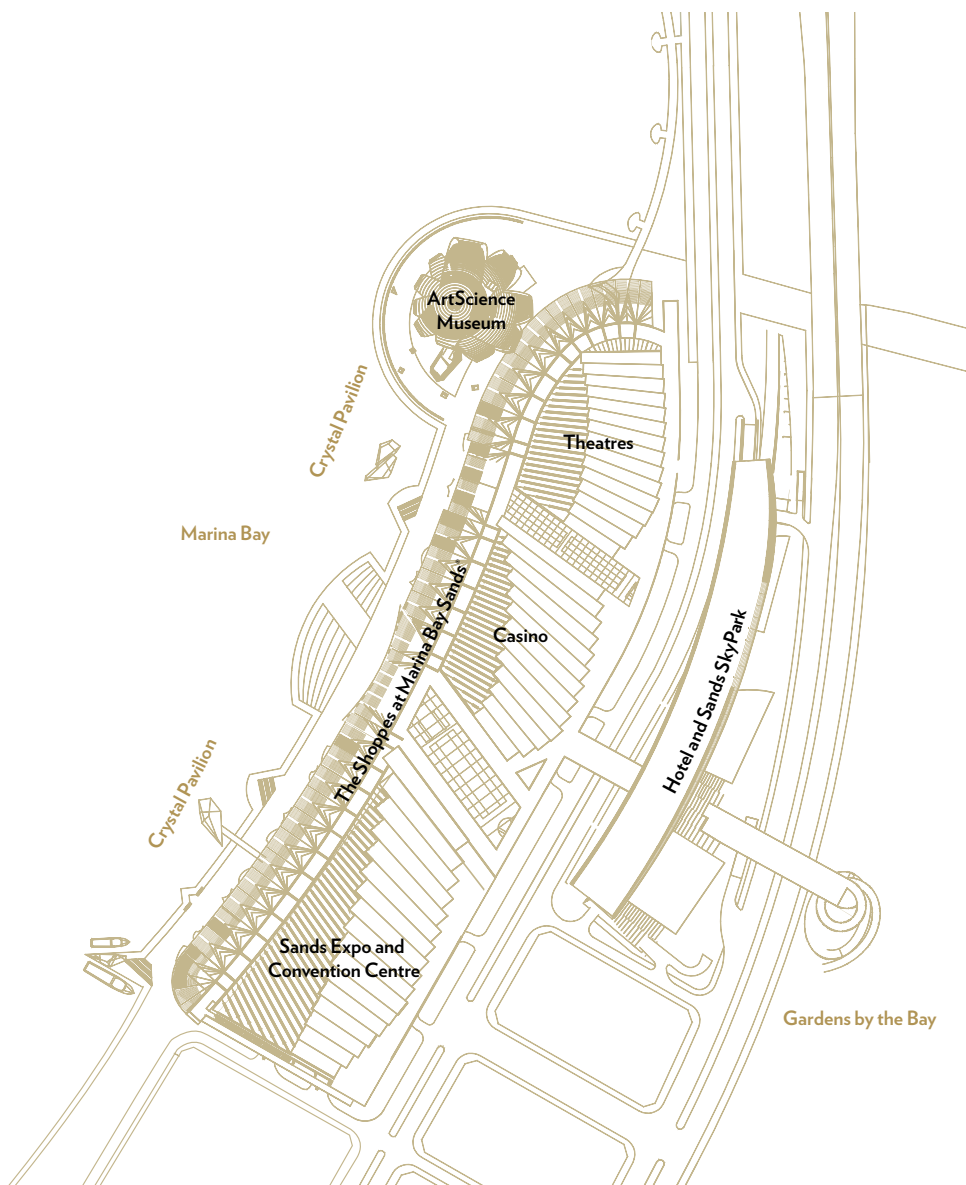 ArtScience
Museum
Crystal Pavilion
Theatres
Marina Bay
The Shoppes at Marina Bay Sands®
Casino
Hotel and Sands SkyPark
Crystal Pavilion
Sands Expo and
Convention Centre
Gardens by the Bay